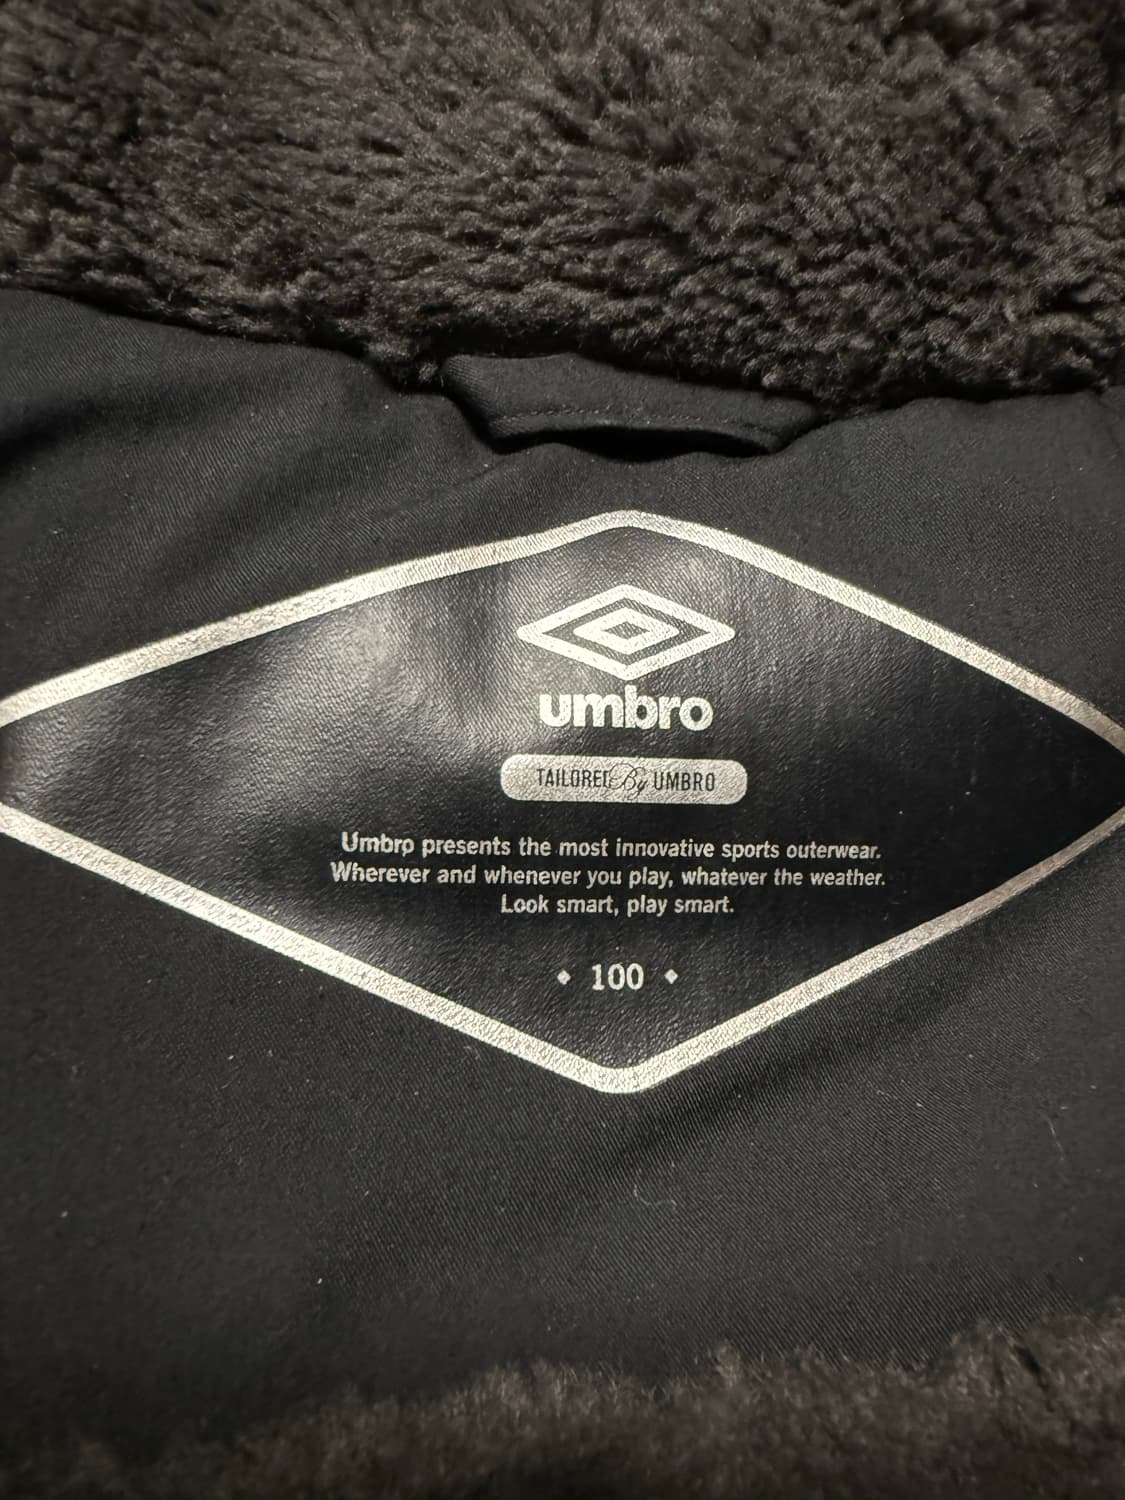 umbro
TAILORED By UMBRO
Umbro presents the most innovative sports outerwear.
Wherever and whenever you play, whatever the weather.
Look smart, play smart.
100